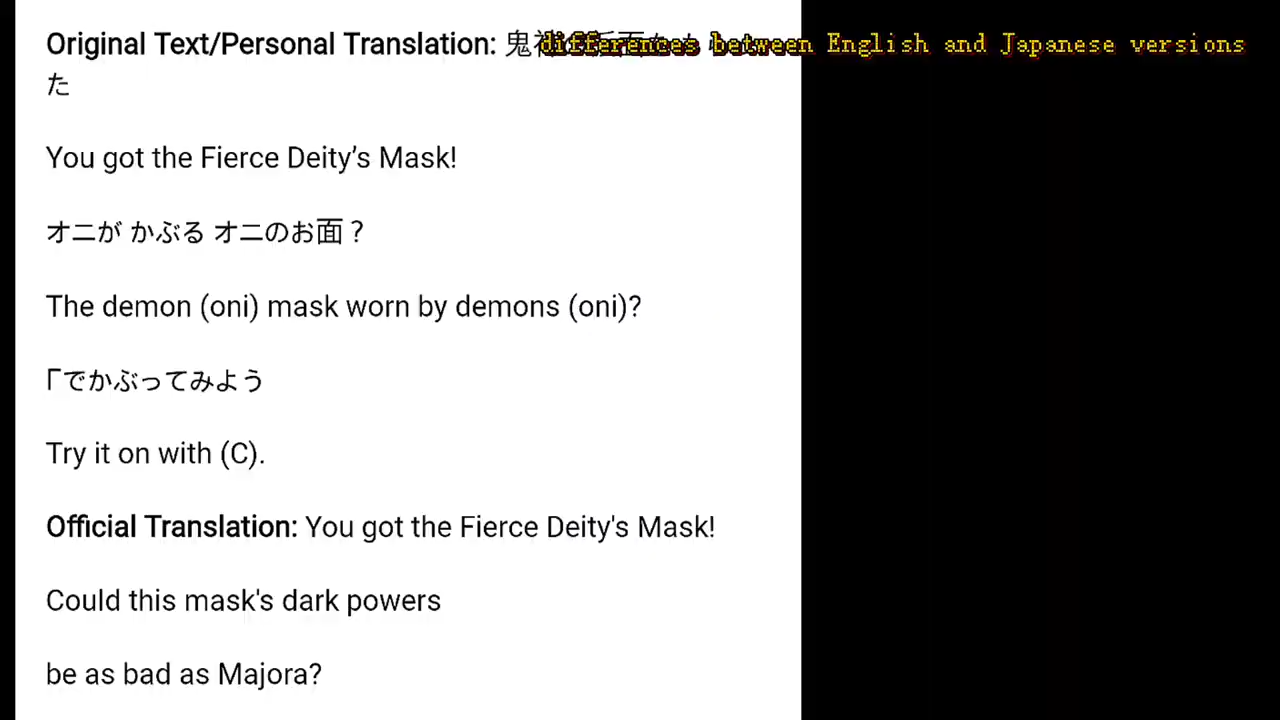 Original Text/Personal Translation: 鬼
differences between English and Japanese versions
た
You got the Fierce Deity’s Mask!
オニが かぶる オニのお面？
The demon (oni) mask worn by demons (oni)?
「でかぶってみよう
Try it on with (C).
Official Translation: You got the Fierce Deity's Mask!
Could this mask's dark powers
be as bad as Majora?